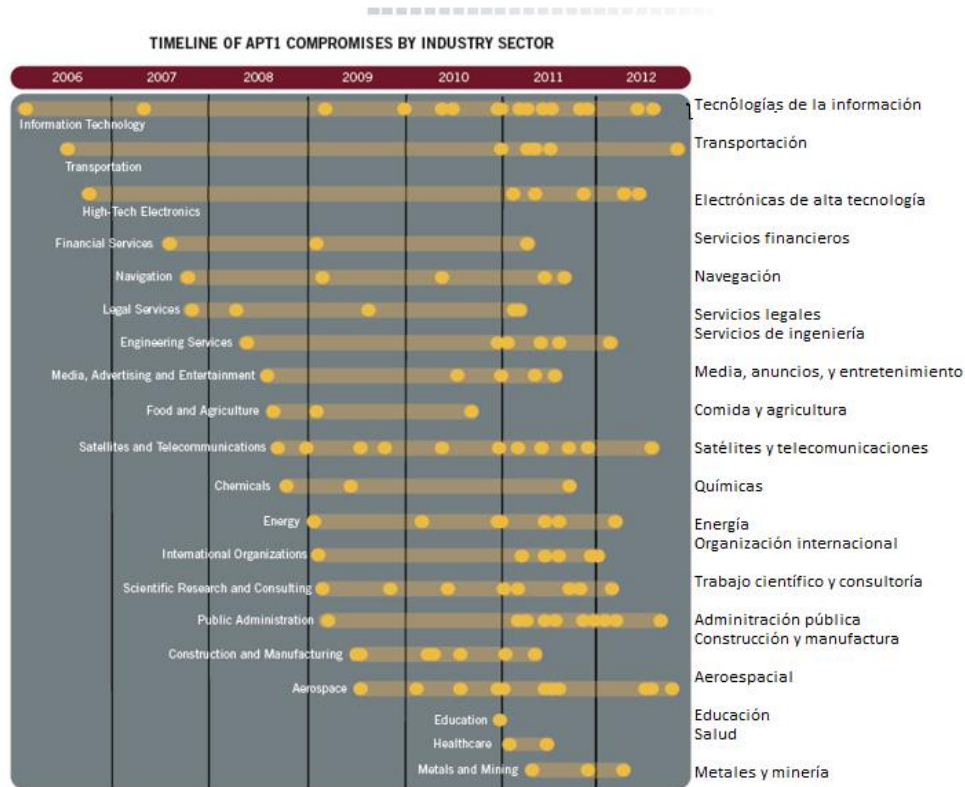 TIMELINE OF APT1 COMPROMISES BY INDUSTRY SECTOR
2006 2007 2008 2009 2010 2011 2012
Information Technology
Tecnologías de la información
Transportation
Transportación
High-Tech Electronics
Electrónicas de alta tecnología
Financial Services
Servicios financieros
Navigation
Navegación
Legal Services
Servicios legales
Engineering Services
Servicios de ingeniería
Media, Advertising and Entertainment
Media, anuncios, y entretenimiento
Food and Agriculture
Comida y agricultura
Satellites and Telecommunications
Satélites y telecomunicaciones
Chemicals
Químicas
Energy
Energía
International Organizations
Organización internacional
Scientific Research and Consulting
Trabajo científico y consultoría
Public Administration
Adminitración pública
Construction and Manufacturing
Construcción y manufactura
Aerospace
Aeroespacial
Education
Educación
Healthcare
Salud
Metals and Mining
Metales y minería